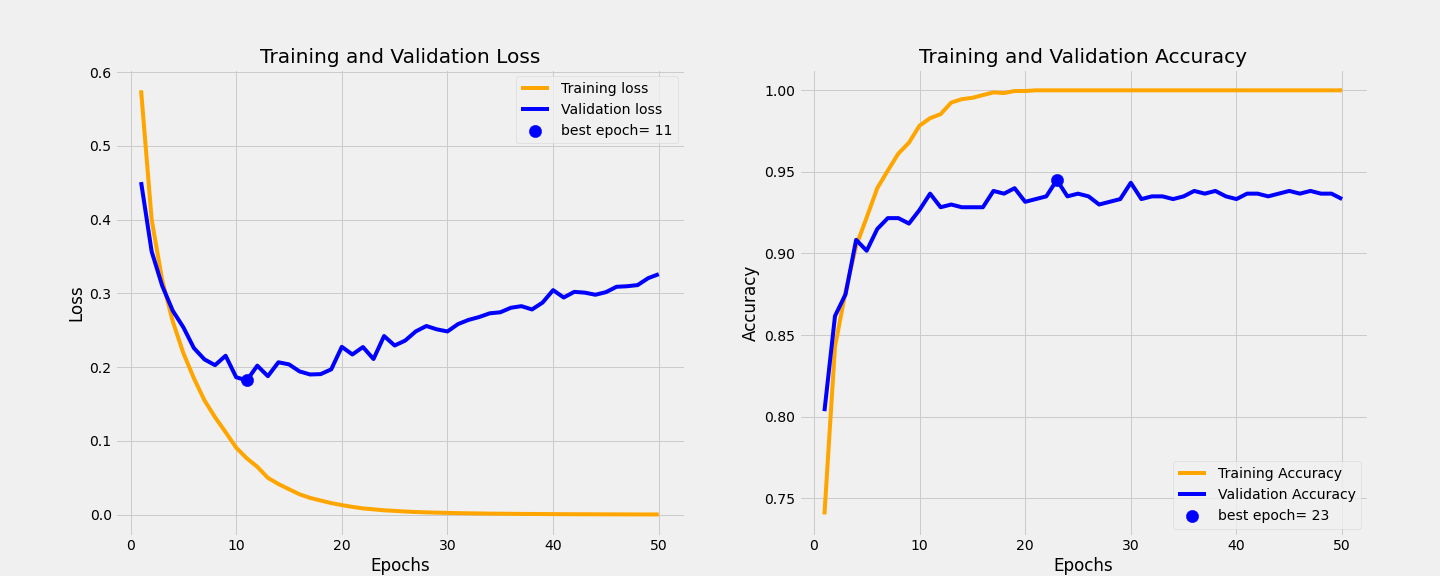 Training and Validation Loss
0.6
0.5
0.4
0.3
0.2
0.1
0.0
Loss
Training loss
Validation loss
best epoch= 11
0
10
20
30
40
50
Epochs
Training and Validation Accuracy
1.00
0.95
0.90
0.85
0.80
0.75
Accuracy
Training Accuracy
Validation Accuracy
best epoch= 23
0
10
20
30
40
50
Epochs